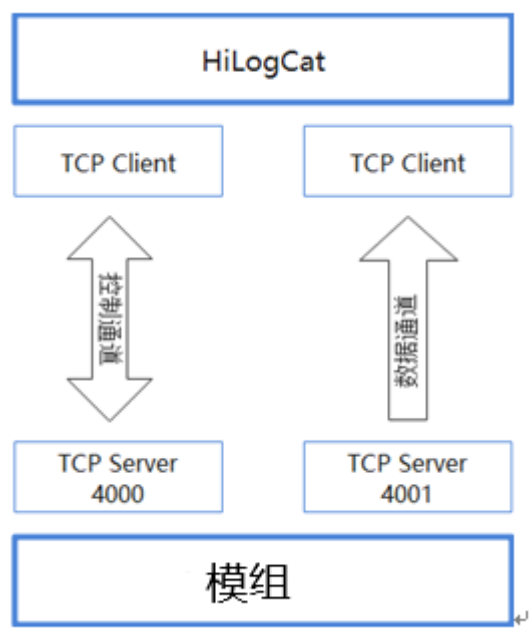 HiLogCat
TCP Client
TCP Client
控制通道
数据通道
TCP Server
4000
TCP Server
4001
模组